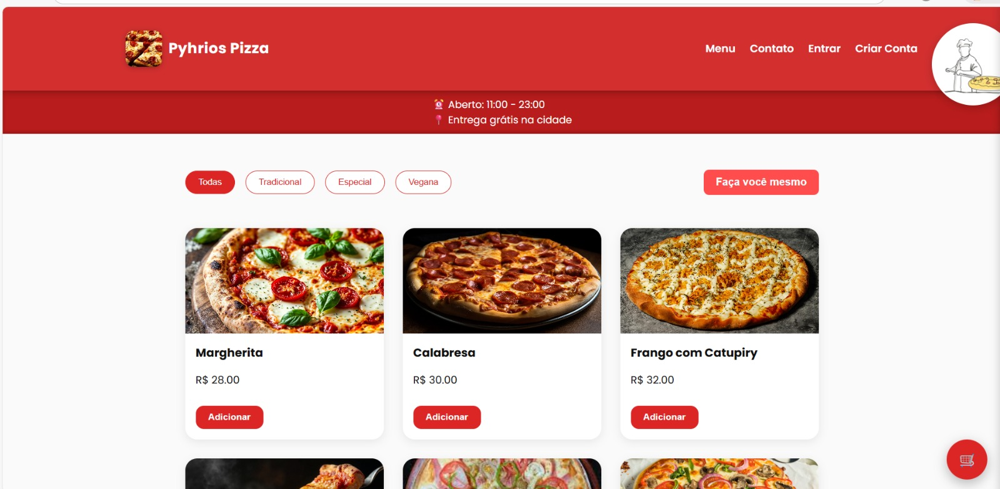 Pyhrios Pizza
Menu Contato Entrar Criar Conta
Aberto: 11:00 - 23:00
Entrega grátis na cidade
Todas Tradicional Especial Vegana Faça você mesmo
Margherita
R$ 28.00
Adicionar
Calabresa
R$ 30.00
Adicionar
Frango com Catupiry
R$ 32.00
Adicionar